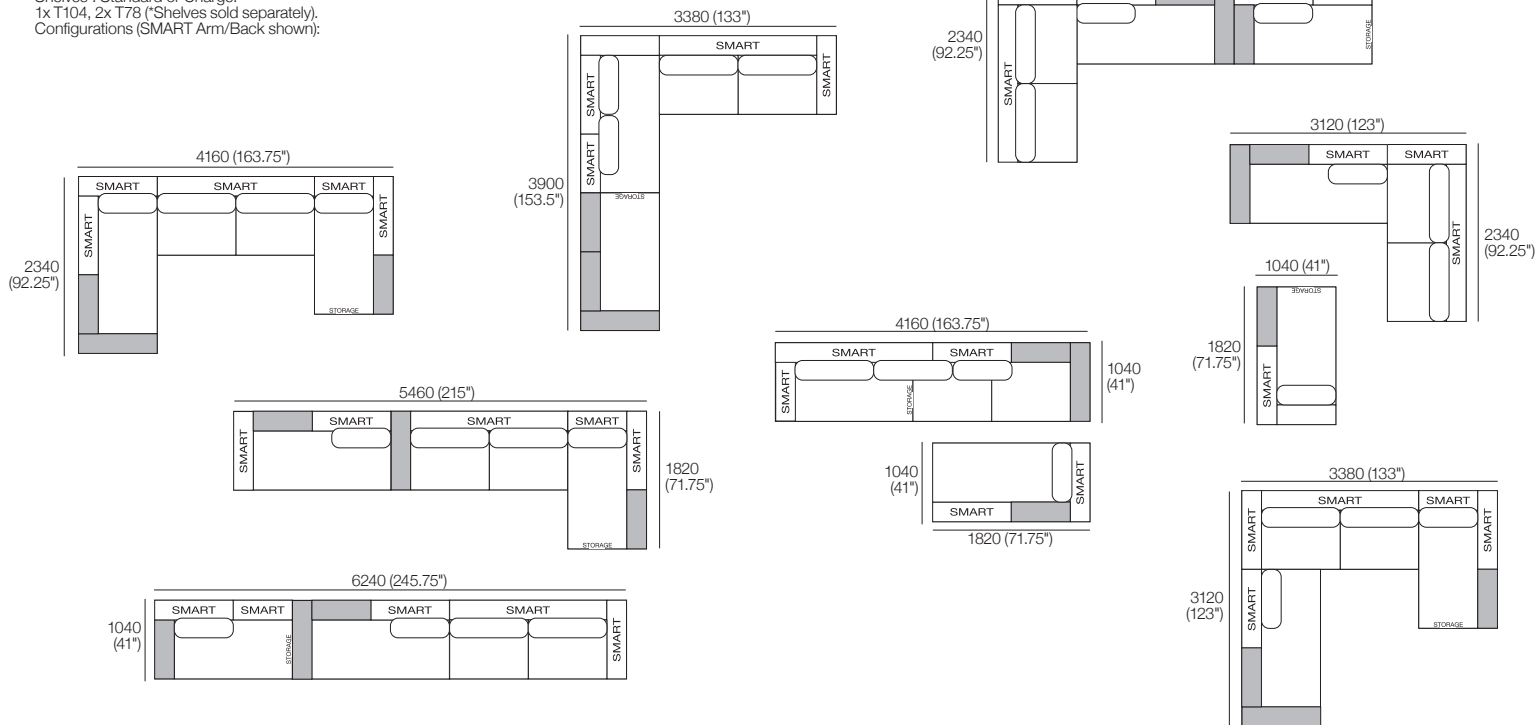 Shelves : Standard or Charge.
1x T104, 2x T78 (*Shelves sold separately).
Configurations (SMART Arm/Back shown):
3380 (133")
SMART
SMART
SMART
SMART
STORAGE
3900
(153.5")
2340
(92.25")
SMART
STORAGE
3120 (123")
SMART
SMART
SMART
2340
(92.25")
4160 (163.75")
SMART
SMART
SMART
SMART
SMART
2340
(92.25")
STORAGE
1040 (41")
STORAGE
SMART
1820
(71.75")
4160 (163.75")
SMART
SMART
SMART
STORAGE
1040
(41")
5460 (215")
SMART
SMART
SMART
SMART
SMART
STORAGE
1820
(71.75")
1040
(41")
SMART
SMART
1820 (71.75")
3380 (133")
SMART
SMART
SMART
SMART
SMART
STORAGE
3120
(123")
6240 (245.75")
SMART
SMART
SMART
SMART
SMART
STORAGE
1040
(41")